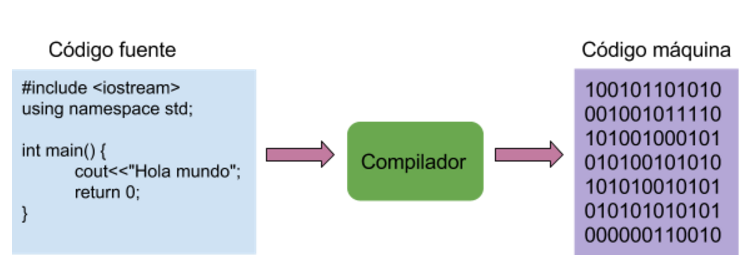 Código fuente
#include <iostream>
using namespace std;
int main() {
cout<<"Hola mundo";
return 0;
}
Compilador
Código máquina
100101101010
001001011110
101001000101
010100101010
101010010101
010101010101
000000110010